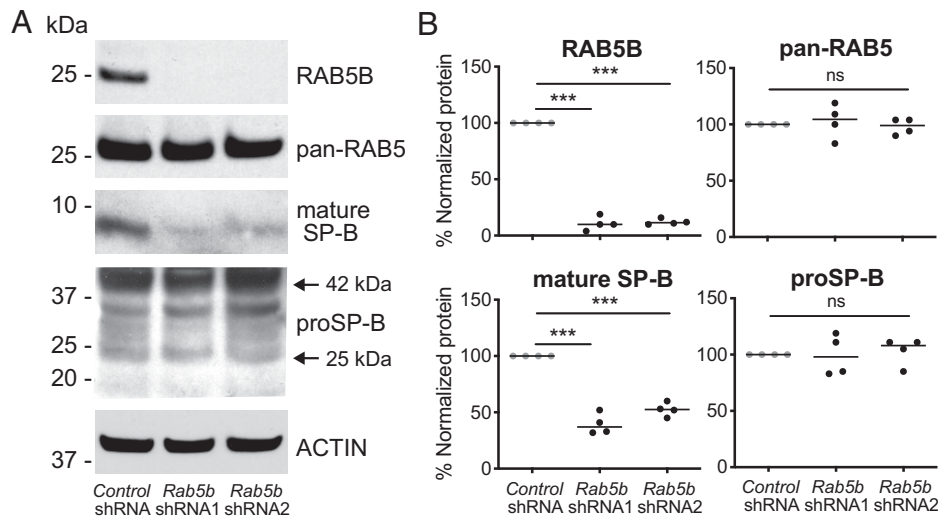 A kDa
25 -
RAB5B
25 -
pan-RAB5
10 -
mature
SP-B
37 -
← 42 kDa
proSP-B
25 -
← 25 kDa
20 -
37 -
ACTIN
Control Rab5b Rab5b
shRNA shRNA1 shRNA2
B
RAB5B
% Normalized protein
150
100
50
0
***
***
pan-RAB5
150
100
50
0
ns
mature SP-B
% Normalized protein
150
100
50
0
***
***
Control Rab5b Rab5b
shRNA shRNA1 shRNA2
proSP-B
150
100
50
0
ns
Control Rab5b Rab5b
shRNA shRNA1 shRNA2